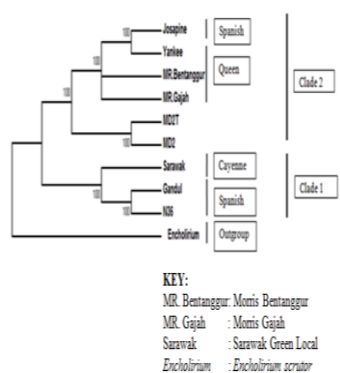 100
Josapine
Spanish
Yankee
Queen
100
MR.Bentanggur
MR.Gajah
Clade 2
100
MD2T
100
MD2
Sarawak
Cayenne
100
Gandul
Spanish
Clade 1
100
N36
Encholirium
Outgroup
KEY:
MR. Bentanggur: Morris Bentanggur
MR. Gajah : Morris Gajah
Sarawak : Sarawak Green Local
Encholirium : Encholirium scrutor